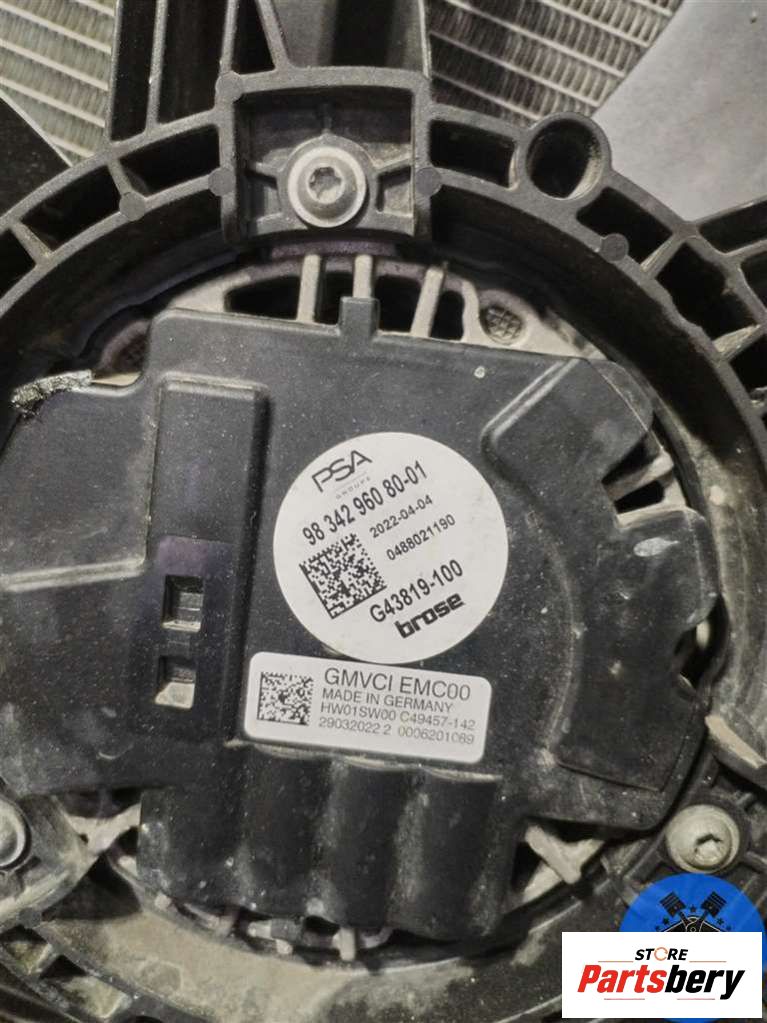 PSA
GROUPE
98 342 960 80-01
2022-04-04
0488021190
G43819-100
brose
GMVCI EMC00
MADE IN GERMANY
HW01SW00 C49457-142
29032022 2 0006201089
STORE
Partsbery